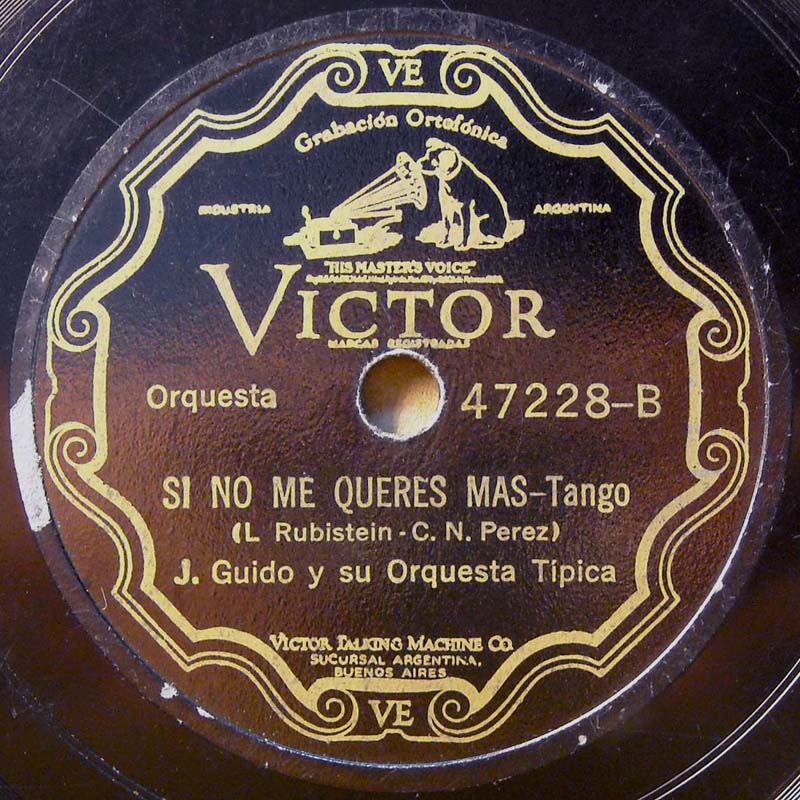 VE
Grabación Ortofónica
INDUSTRIA
ARGENTINA
"HIS MASTER'S VOICE"
VICTOR
MARCAS REGISTRADAS
Orquesta
47228-B
SI NO ME QUERES MAS-Tango
(L Rubistein - C. N. Perez)
J. Guido y su Orquesta Típica
VICTOR TALKING MACHINE CO.
SUCURSAL ARGENTINA,
BUENOS AIRES
VE